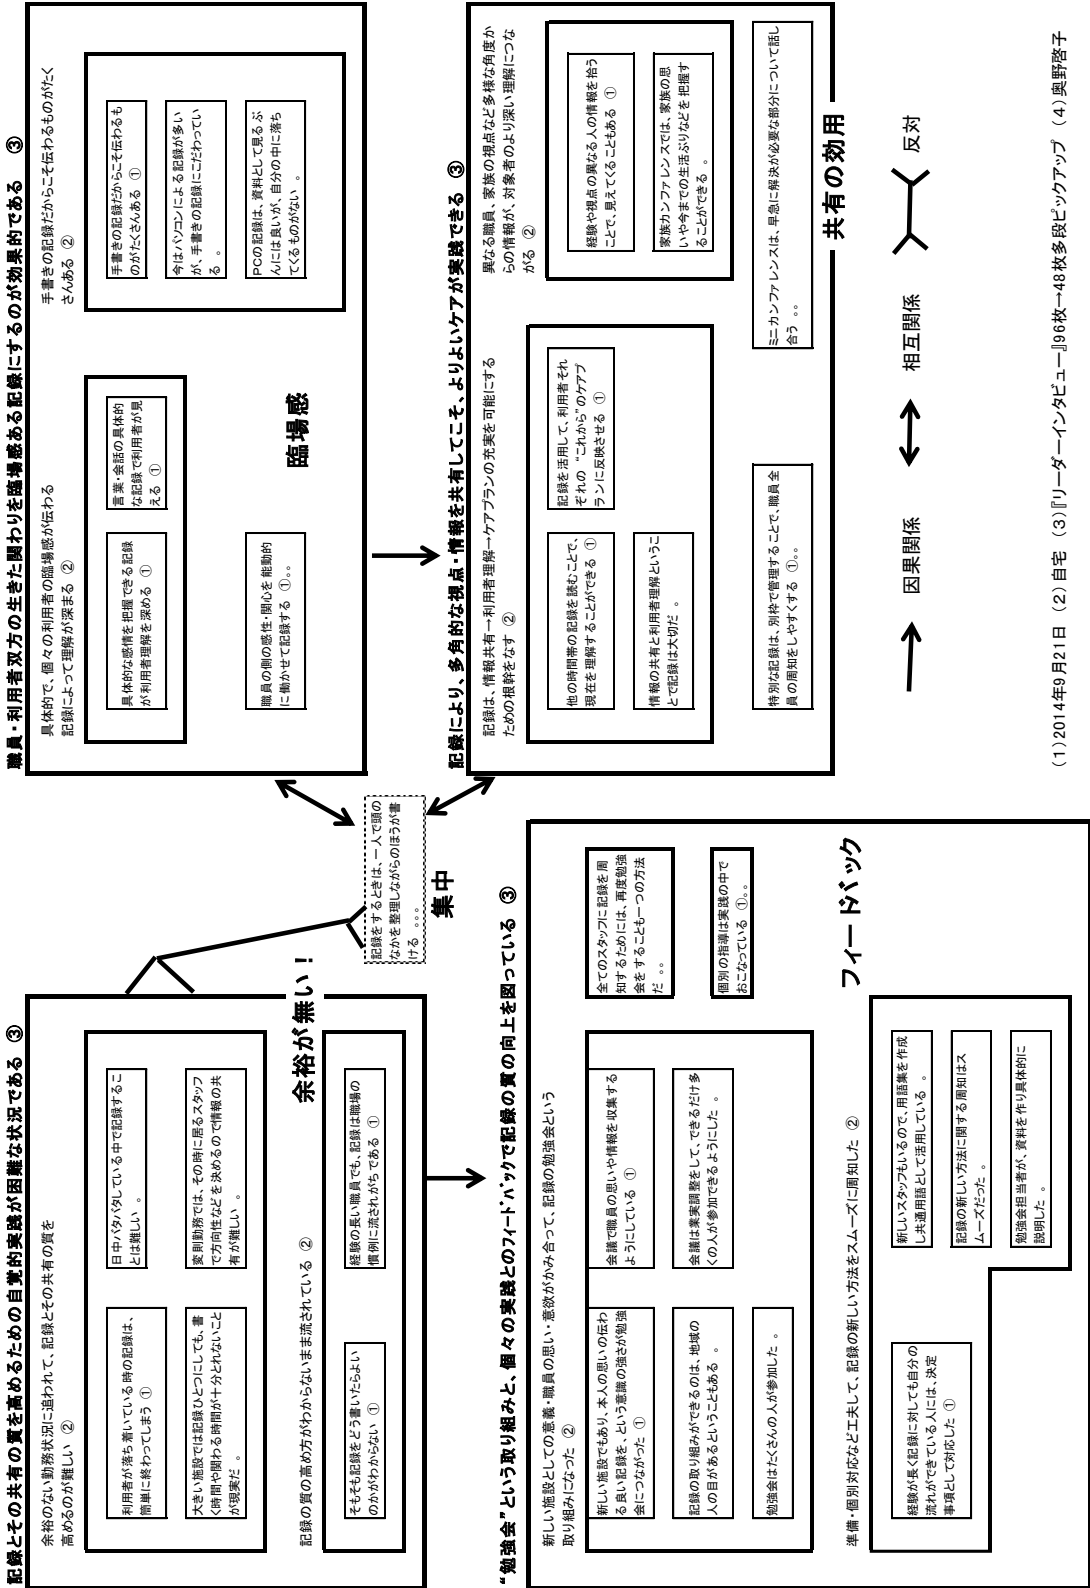 記録とその共有の質を高めるための自覚的実践が困難な状況である ③
余裕のない勤務状況に追われて、記録とその共有の質を
高めるのが難しい ②
利用者が落ち着いている時の記録は、
簡単に終わってしまう ①
日中バタバタしている中で記録するこ
とは難しい 。
大きい施設では記録ひとつにしても、書
く時間や関わる時間が十分とれないこと
が現実だ 。
変則勤務では、その時に居るスタッフ
で方向性などを決めるので情報の共
有が難しい 。
余裕が無い！
記録の質の高め方がわからないまま流されている ②
そもそも記録をどう書いたらよい
のかがわからない ①
経験の長い職員でも、記録は職場の
慣例に流されがちである ①
職員・利用者双方の生きた関わりを臨場感ある記録にするのが効果的である ③
具体的で、個々の利用者の臨場感が伝わる
記録によって理解が深まる ②
具体的な感情を把握できる記録
が利用者理解を深める ①
言葉・会話の具体的
な記録で利用者が見
える ①
職員の側の感性・関心を能動的
に働かせて記録する ①。。
臨場感
手書きの記録だからこそ伝わるものがたく
さんある ②
手書きの記録だからこそ伝わるも
のがたくさんある ①
今はパソコンによる記録が多い
が、手書きの記録にこだわってい
る 。
PCの記録は、資料として見るぶ
んには良いが、自分の中に落ち
てくるものがない 。
記録をするときは、一人で頭の
なかを整理しながらのほうが書
ける 。。。
集中
“勉強会”という取り組みと、個々の実践とのフィードバックで記録の質の向上を図っている ③
新しい施設としての意義・職員の思い・意欲がかみ合って、記録の勉強会という
取り組みになった ②
新しい施設でもあり、本人の思いの伝わ
る良い記録を、という意識の強さが勉強
会につながった ①
会議で職員の思いや情報を収集する
ようにしている ①
記録の取り組みができるのは、地域の
人の目があるということもある 。
会議は業実調整をして、できるだけ多
くの人が参加できるようにした 。
勉強会はたくさんの人が参加した 。
全てのスタッフに記録を周
知するためには、再度勉強
会をすることも一つの方法
だ 。。
個別の指導は実践の中で
おこなっている ①。。
フィードバック
準備・個別対応など工夫して、記録の新しい方法をスムーズに周知した ②
経験が長く記録に対しても自分の
流れができている人には、決定
事項として対応した ①
新しいスタッフもいるので、用語集を作成
し共通用語として活用している 。
記録の新しい方法に関する周知はス
ムーズだった 。
勉強会担当者が、資料を作り具体的に
説明した 。
記録により、多角的な視点・情報を共有してこそ、よりよいケアが実践できる ③
記録は、情報共有→利用者理解→ケアプランの充実を可能にする
ための根幹をなす ②
他の時間帯の記録を読むことで、
現在を理解することができる ①
記録を活用して、利用者それ
ぞれの“これから”のケアプ
ランに反映させる ①
情報の共有と利用者理解というこ
とで記録は大切だ 。
異なる職員、家族の視点など多様な角度か
らの情報が、対象者のより深い理解につな
がる ②
経験や視点の異なる人の情報を拾う
ことで、見えてくることもある ①
家族カンファレンスでは、家族の思
いや今までの生活ぶりなどを把握す
ることができる 。
特別な記録は、別枠で管理することで、職員全
員の周知をしやすくする ①。。
ミニカンファレンスは、早急に解決が必要な部分について話し
合う 。。
共有の効用
因果関係
相互関係
反対
(1)2014年9月21日 (2)自宅 (3)『リーダーインタビュー』96枚→48枚多段ピックアップ (4)奥野啓子